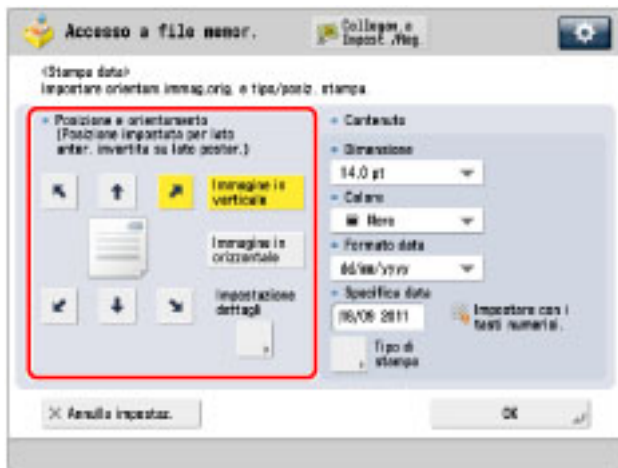 Accesso a file memor.
Collegam. e
Impost./Reg.
<Stampa data>
Impostare orientam immag.orig. e tipo/posiz. stampa.
Posizione e orientamento
(Posizione impostata per lato
anter. invertita su lato poster.)
Immagine in
verticale
Immagine in
orizzontale
Impostazione
dettagli
Contenuto
Dimensione
14.0 pt
Colore
Nero
Formato data
dd/mm/yyyy
Specifica data
/09 2011
Impostare con i
tasti numerici.
Tipo di
stampa
Annulla impostaz.
OK